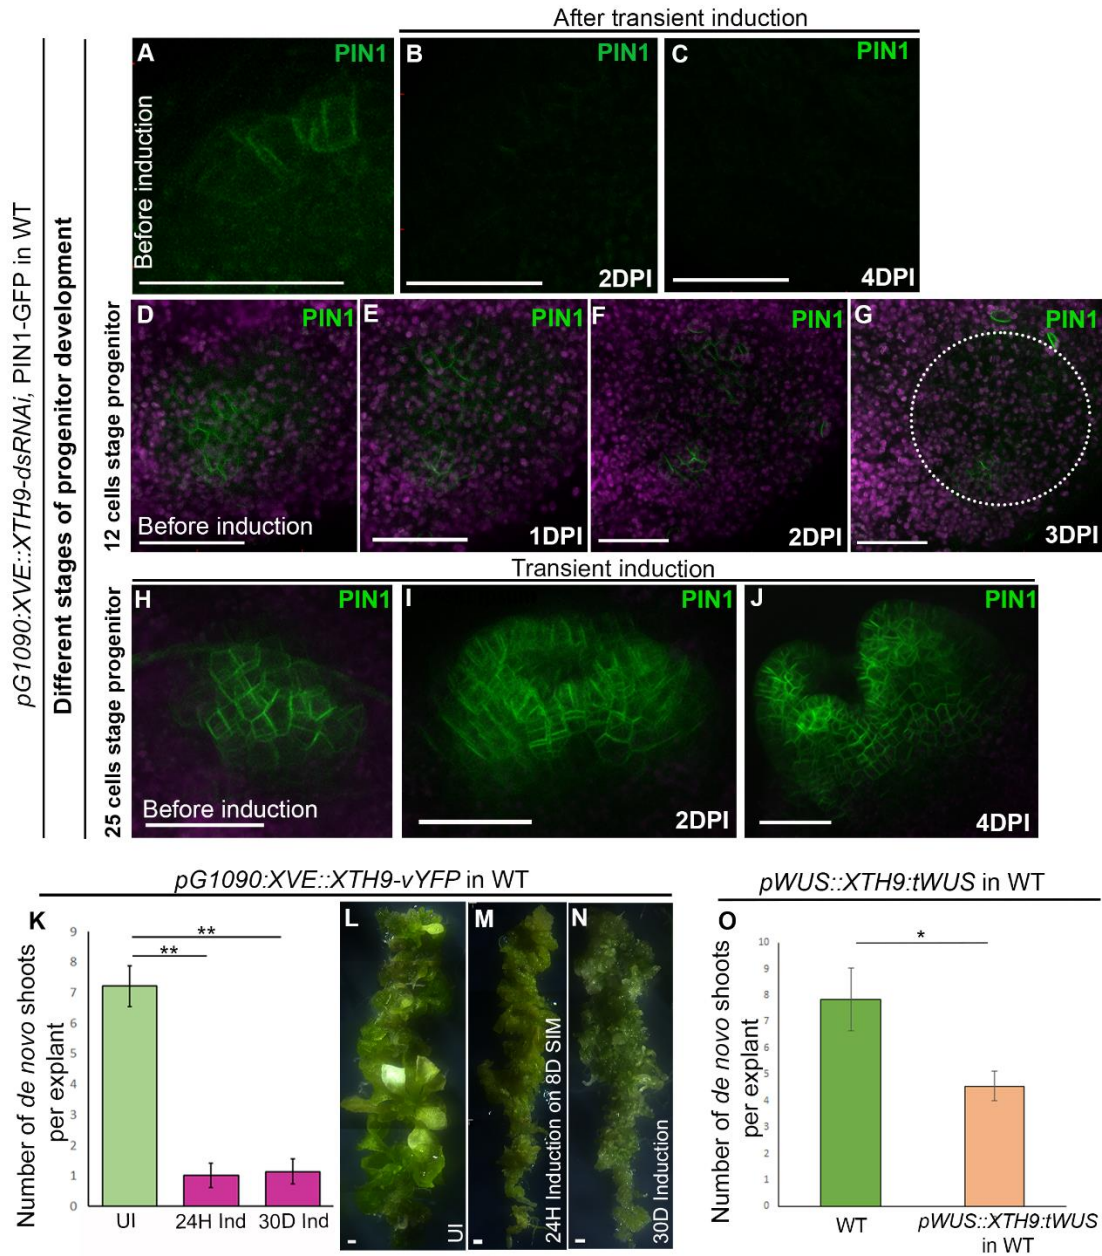 After transient induction
pG1090:XVE::XTH9-dsRNAi, PIN1-GFP in WT
Different stages of progenitor development
A
PIN1
Before induction
B
PIN1
2DPI
C
PIN1
4DPI
12 cells stage progenitor
D
PIN1
Before induction
E
PIN1
1DPI
F
PIN1
2DPI
G
PIN1
3DPI
Transient induction
25 cells stage progenitor
H
PIN1
Before induction
I
PIN1
2DPI
J
PIN1
4DPI
pG1090:XVE::XTH9-vYFP in WT
K
Number of de novo shoots
per explant
9
8
7
6
5
4
3
2
1
0
**
**
UI
24H Ind
30D Ind
L
UI
M
24H Induction on 8D SIM .
N
30D Induction
pWUS::XTH9:tWUS in WT
O
Number of de novo shoots
per explant
10
9
8
7
6
5
4
3
2
1
0
*
WT
pWUS::XTH9:tWUS
in WT